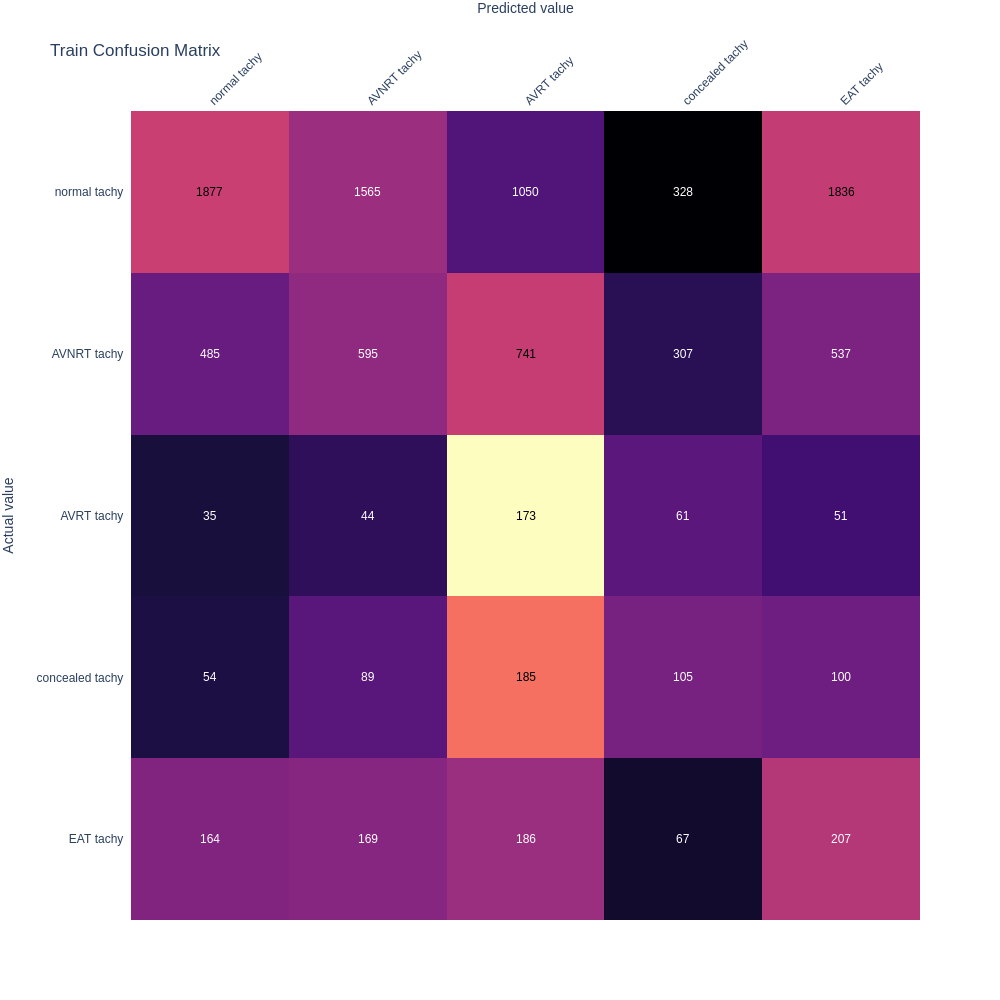 Predicted value
Train Confusion Matrix
normal tachy AVNRT tachy AVRT tachy concealed tachy EAT tachy
normal tachy 1877 1565 1050 328 1836
AVNRT tachy 485 595 741 307 537
Actual value
AVRT tachy 35 44 173 61 51
concealed tachy 54 89 185 105 100
EAT tachy 164 169 186 67 207